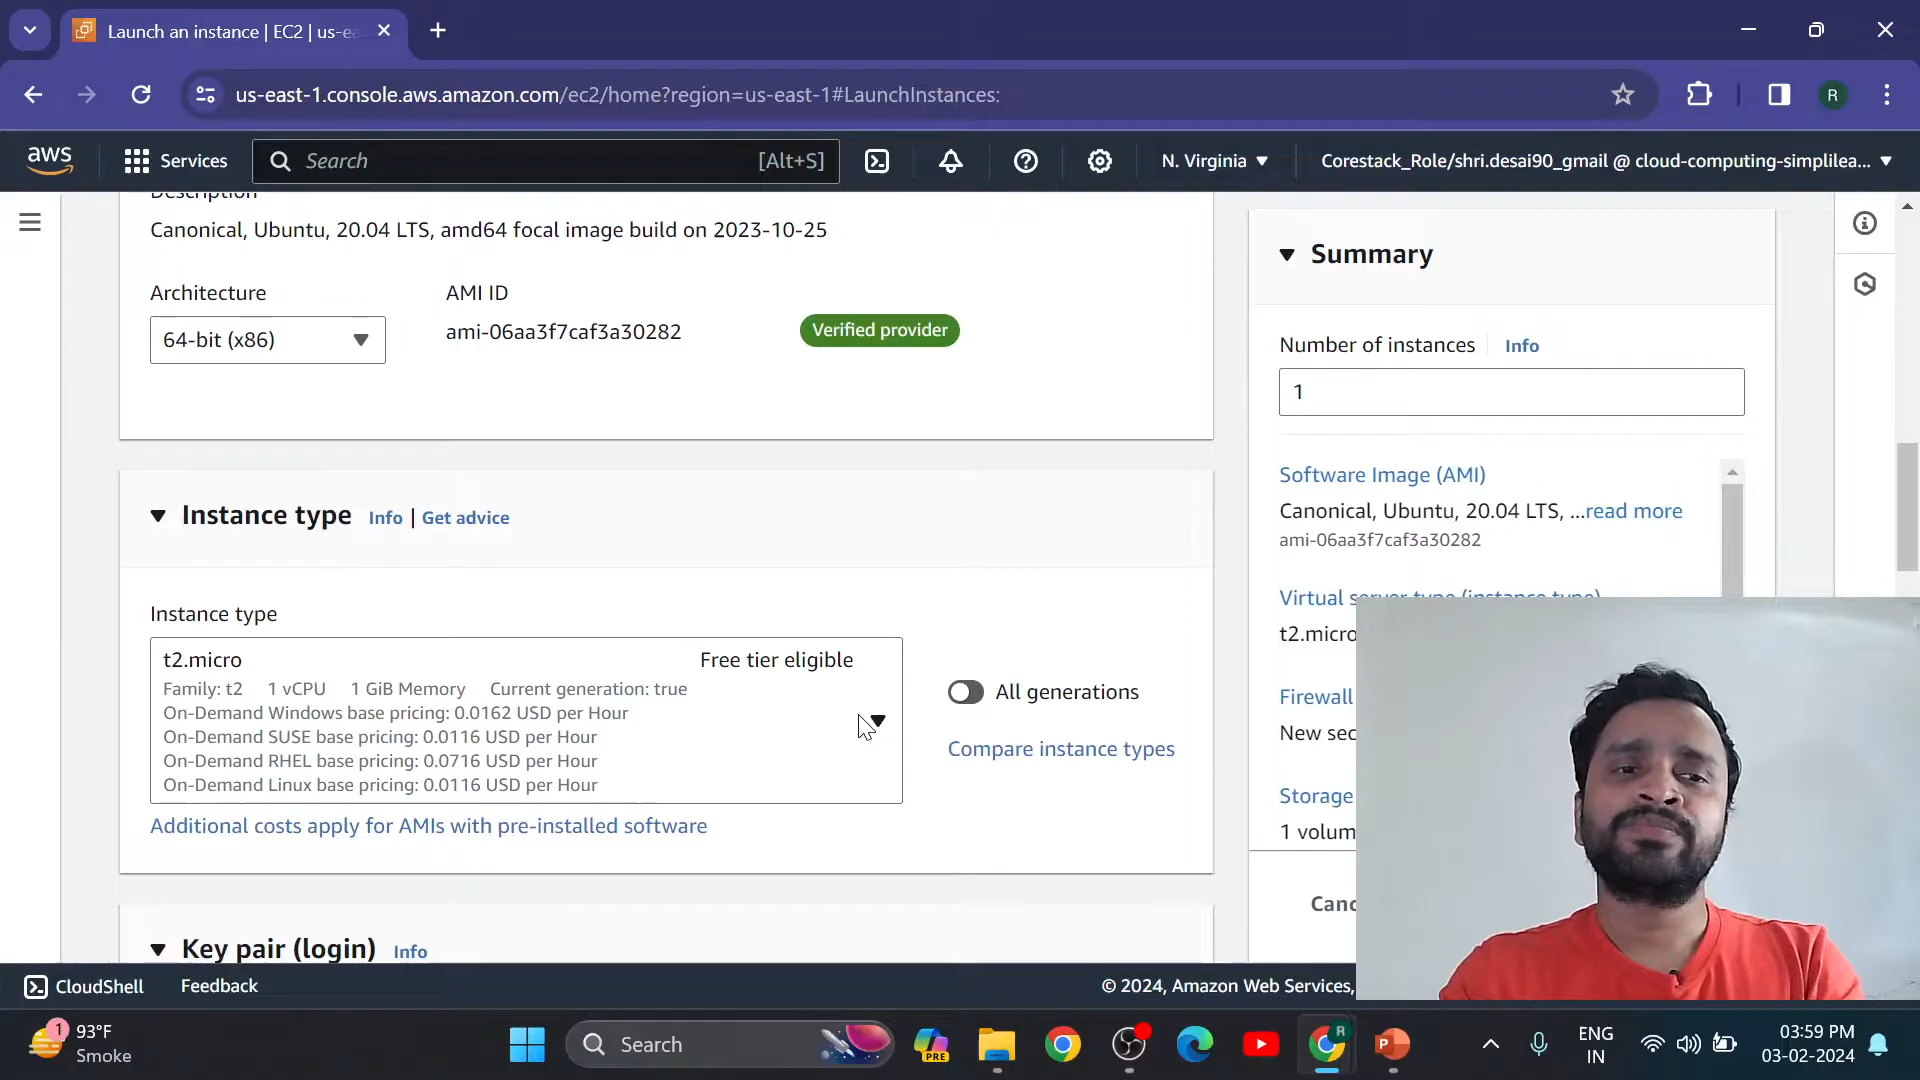 Launch an instance | EC2 | us-ea
us-east-1.console.aws.amazon.com/ec2/home?region=us-east-1#LaunchInstances:
R
aws
Services
Search
[Alt+S]
N. Virginia
Corestack_Role/shri.desai90_gmail @ cloud-computing-simplilea...
Description
Canonical, Ubuntu, 20.04 LTS, amd64 focal image build on 2023-10-25
Architecture
AMI ID
64-bit (x86)
ami-06aa3f7caf3a30282
Verified provider
Instance type
Info | Get advice
Instance type
t2.micro
Free tier eligible
Family: t2 1 vCPU 1 GiB Memory Current generation: true
On-Demand Windows base pricing: 0.0162 USD per Hour
On-Demand SUSE base pricing: 0.0116 USD per Hour
On-Demand RHEL base pricing: 0.0716 USD per Hour
On-Demand Linux base pricing: 0.0116 USD per Hour
All generations
Compare instance types
Additional costs apply for AMIs with pre-installed software
Key pair (login)
Info
Summary
Number of instances
Info
1
Software Image (AMI)
Canonical, Ubuntu, 20.04 LTS, ...read more
ami-06aa3f7caf3a30282
Virtual server type (instance type)
t2.micro
Firewall
New sec
Storage
1 volum
Canc
CloudShell
Feedback
© 2024, Amazon Web Services,
1
93°F
Smoke
Search
PRE
R
ENG
IN
03:59 PM
03-02-2024